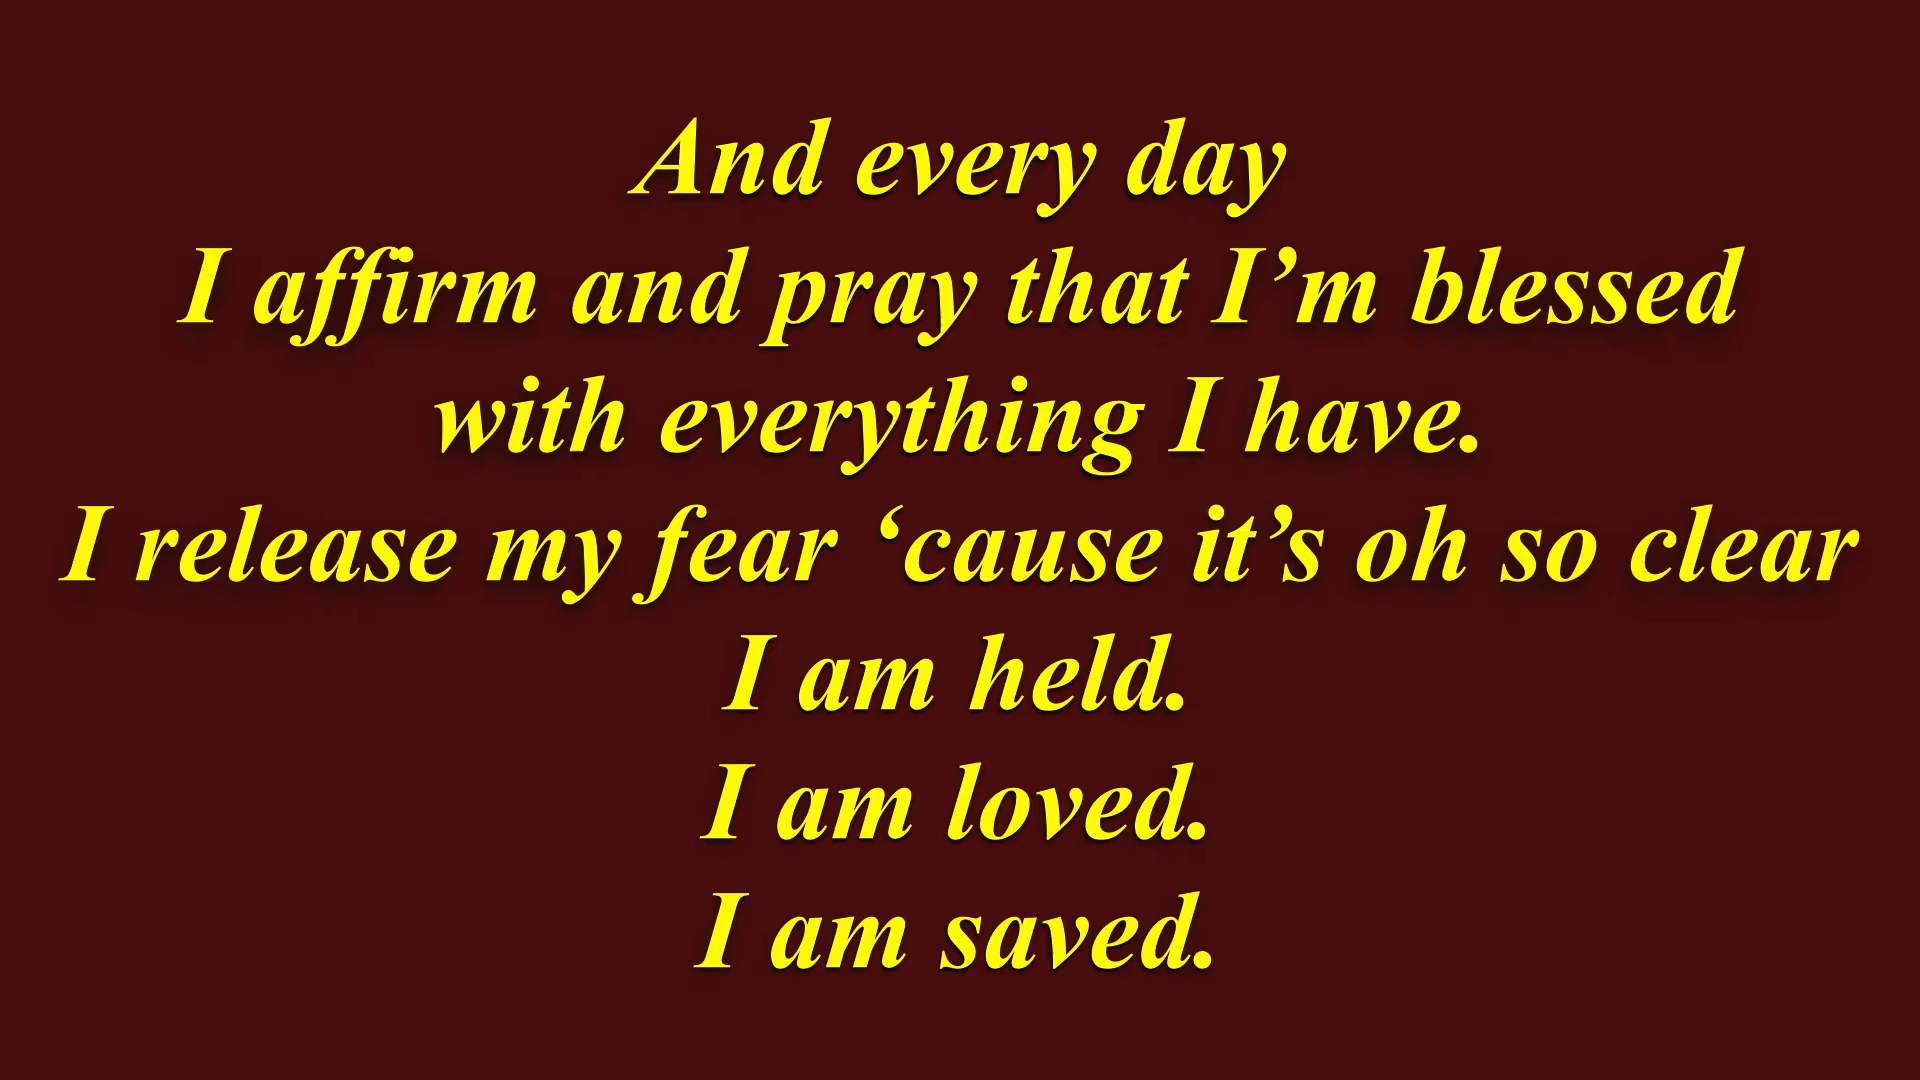 And every day
I affirm and pray that I’m blessed
with everything I have.
I release my fear ‘cause it’s oh so clear
I am held.
I am loved.
I am saved.